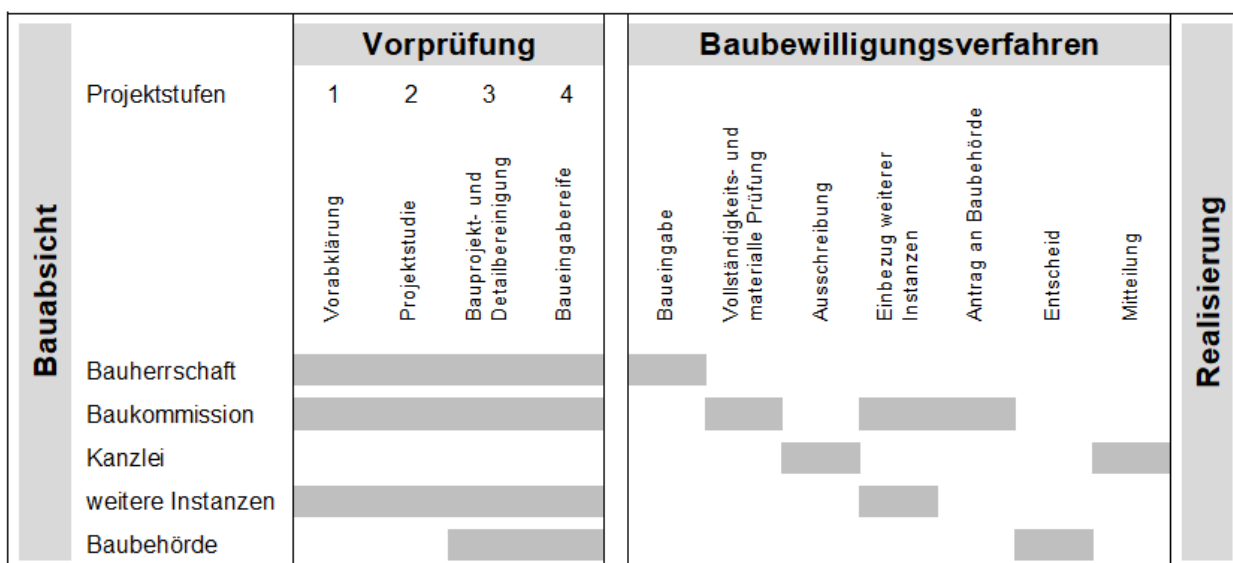 Vorprüfung
Baubewilligungsverfahren
Projektstufen
1
2
3
4
Bauabsicht
Vorabklärung
Projektstudie
Bauprojekt- und
Detailbereinigung
Baueingabereife
Baueingabe
Vollständigkeits- und
materialle Prüfung
Ausschreibung
Einbezug weiterer
Instanzen
Antrag an Baubehörde
Entscheid
Mitteilung
Realisierung
Bauherrschaft
Baukommission
Kanzlei
weitere Instanzen
Baubehörde